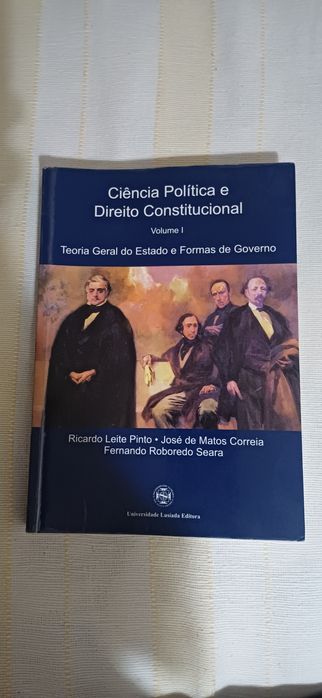 Ciência Política e
Direito Constitucional
Volume I
Teoria Geral do Estado e Formas de Governo
Ricardo Leite Pinto • José de Matos Correia
Fernando Roboredo Seara
Universidade Lusíada Editora